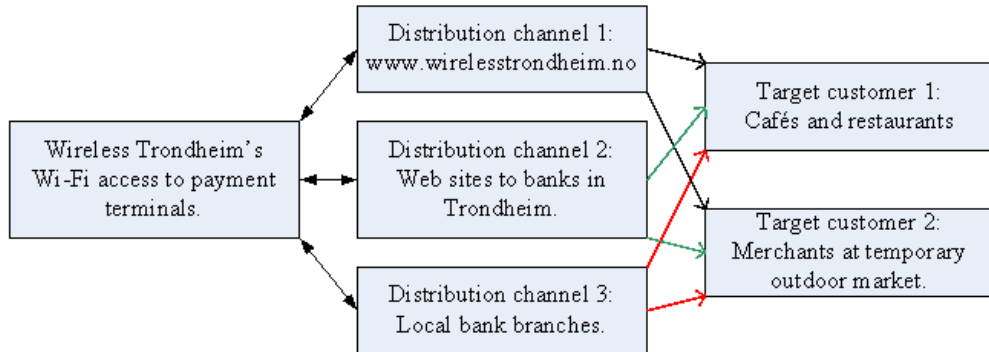 Wireless Trondheim's
Wi-Fi access to payment
terminals.
Distribution channel 1:
www.wirelesstrondheim.no
Distribution channel 2:
Web sites to banks in
Trondheim.
Distribution channel 3:
Local bank branches.
Target customer 1:
Cafés and restaurants
Target customer 2:
Merchants at temporary
outdoor market.